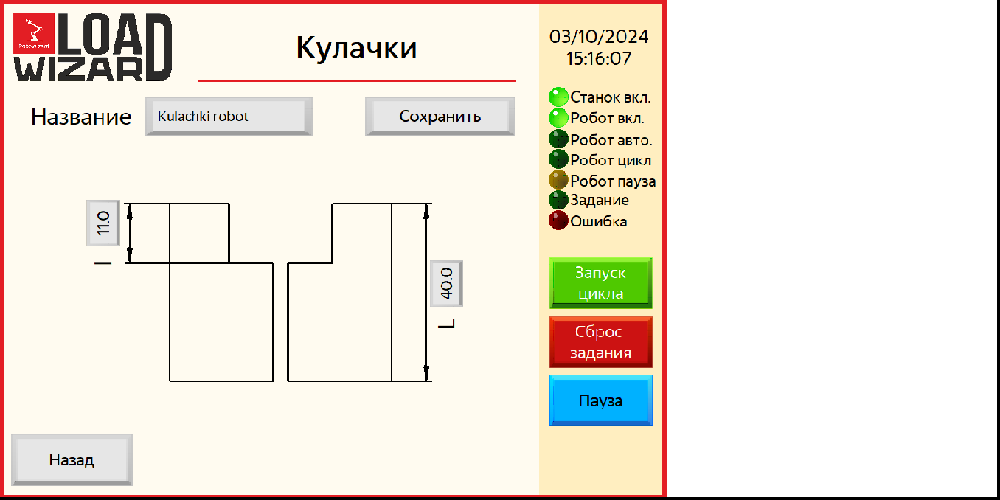 Robowizard
LOAD
WIZARD
Кулачки
Название
Kulachki robot
Сохранить
11.0
l
40.0
L
Назад
03/10/2024
15:16:07
Станок вкл.
Робот вкл.
Робот авто.
Робот цикл
Робот пауза
Задание
Ошибка
Запуск
цикла
Сброс
задания
Пауза